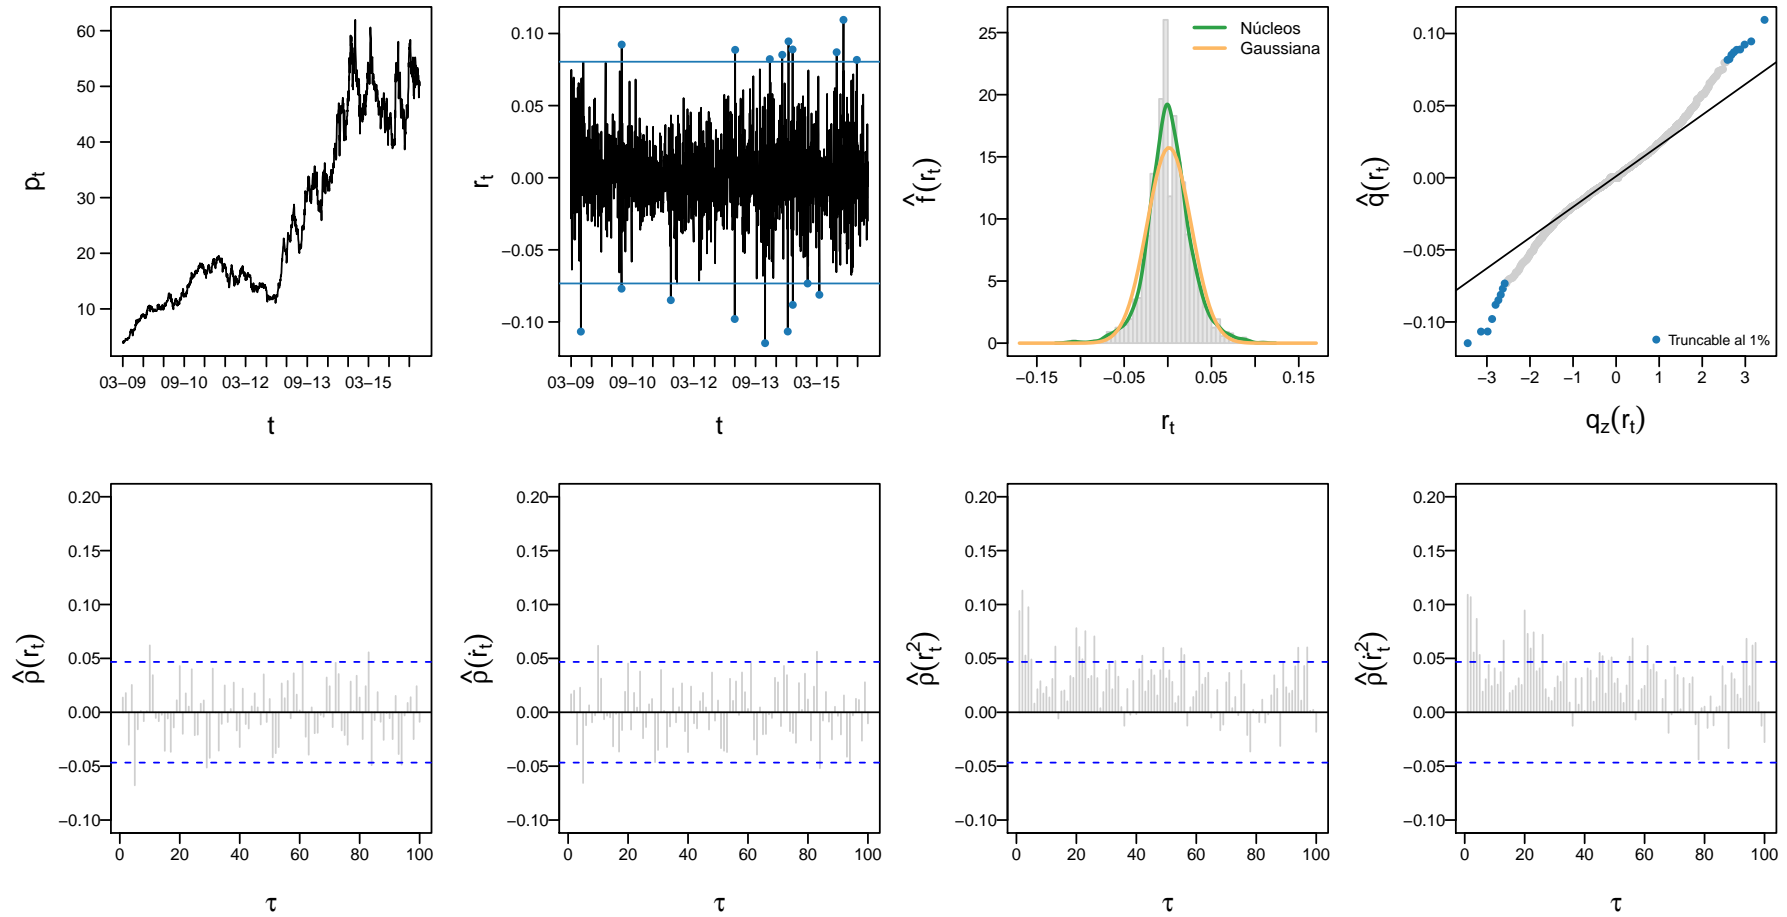 60
50
40
30
20
10
p_t
03−09 09−10 03−12 09−13 03−15
t
0.10
0.05
0.00
−0.05
−0.10
r_t
03−09 09−10 03−12 09−13 03−15
t
25
20
15
10
5
0
f̂(r_t)
Núcleos
Gaussiana
−0.15 −0.05 0.05 0.15
r_t
0.10
0.05
0.00
−0.05
−0.10
q̂(r_t)
Truncable al 1%
−3 −2 −1 0 1 2 3
q_z(r_t)
0.20
0.15
0.10
0.05
0.00
−0.05
−0.10
ρ̂(r_t)
0 20 40 60 80 100
τ
0.20
0.15
0.10
0.05
0.00
−0.05
−0.10
ρ̂(ṙ_t)
0 20 40 60 80 100
τ
0.20
0.15
0.10
0.05
0.00
−0.05
−0.10
ρ̂(r_t^2)
0 20 40 60 80 100
τ
0.20
0.15
0.10
0.05
0.00
−0.05
−0.10
ρ̂(ṙ_t^2)
0 20 40 60 80 100
τ